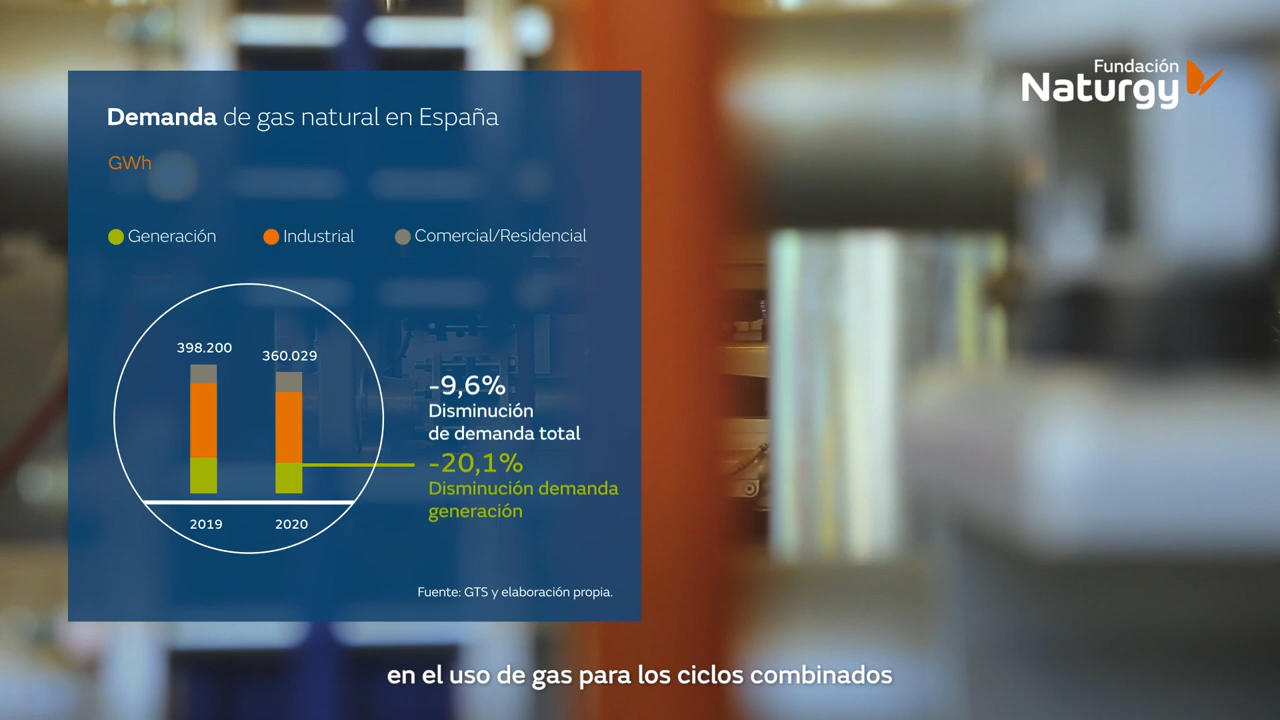 Fundación
Naturgy
Demanda de gas natural en España
GWh
Generación
Industrial
Comercial/Residencial
398.200
360.029
-9,6%
Disminución
de demanda total
-20,1%
Disminución demanda
generación
2019
2020
Fuente: GTS y elaboración propia.
en el uso de gas para los ciclos combinados